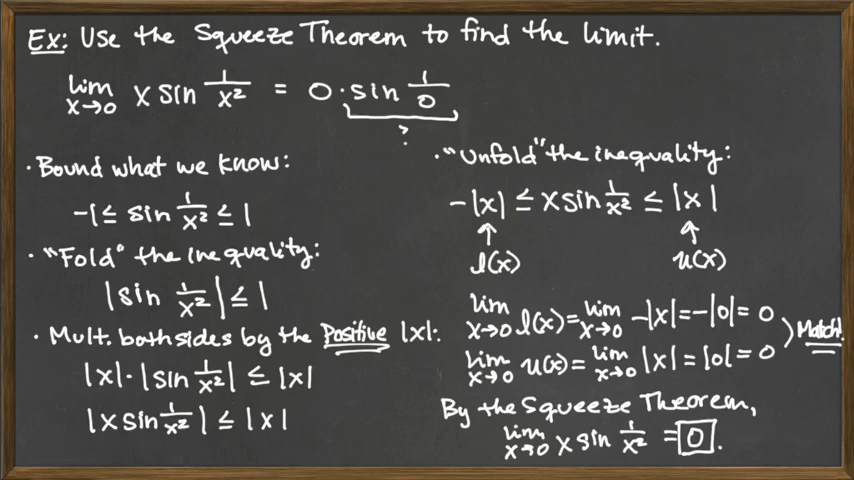 Ex: Use the Squeeze Theorem to find the limit.
lim x→0 x sin 1/x² = 0 · sin 1/0
?
· Bound what we know:
-1 ≤ sin 1/x² ≤ 1
· "Fold" the inequality:
|sin 1/x²| ≤ 1
· Mult. both sides by the Positive |x|:
|x| · |sin 1/x²| ≤ |x|
|x sin 1/x²| ≤ |x|
· "Unfold" the inequality:
-|x| ≤ x sin 1/x² ≤ |x|
↑ ↑
l(x) u(x)
lim x→0 l(x) = lim x→0 -|x| = -|0| = 0
lim x→0 u(x) = lim x→0 |x| = |0| = 0
Match!
By the Squeeze Theorem,
lim x→0 x sin 1/x² = 0.